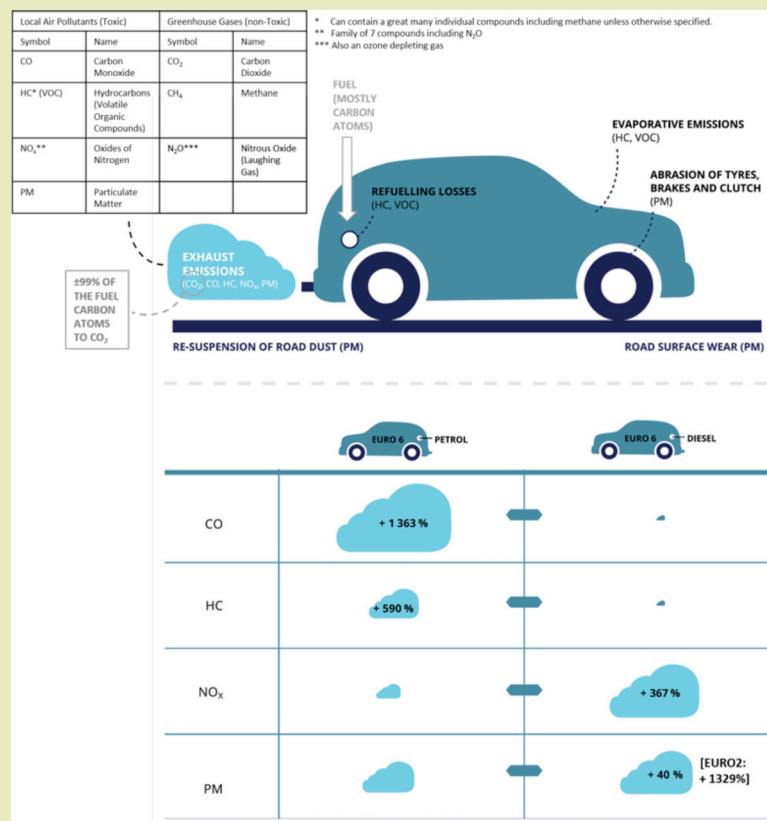 Local Air Pollutants (Toxic) Greenhouse Gases (non-Toxic)
Symbol Name Symbol Name
CO Carbon Monoxide CO₂ Carbon Dioxide
HC* (VOC) Hydrocarbons (Volatile Organic Compounds) CH₄ Methane
NOₓ** Oxides of Nitrogen N₂O*** Nitrous Oxide (Laughing Gas)
PM Particulate Matter
* Can contain a great many individual compounds including methane unless otherwise specified.
** Family of 7 compounds including N₂O
*** Also an ozone depleting gas
FUEL
(MOSTLY
CARBON
ATOMS)
EVAPORATIVE EMISSIONS
(HC, VOC)
ABRASION OF TYRES,
BRAKES AND CLUTCH
(PM)
REFUELLING LOSSES
(HC, VOC)
EXHAUST
EMISSIONS
(CO₂, CO, HC, NOₓ, PM)
±99% OF
THE FUEL
CARBON
ATOMS
TO CO₂
RE-SUSPENSION OF ROAD DUST (PM)
ROAD SURFACE WEAR (PM)
EURO 6 PETROL
EURO 6 DIESEL
CO + 1 363 %
HC + 590 %
NOₓ + 367 %
PM + 40 % [EURO2:
+ 1329%]